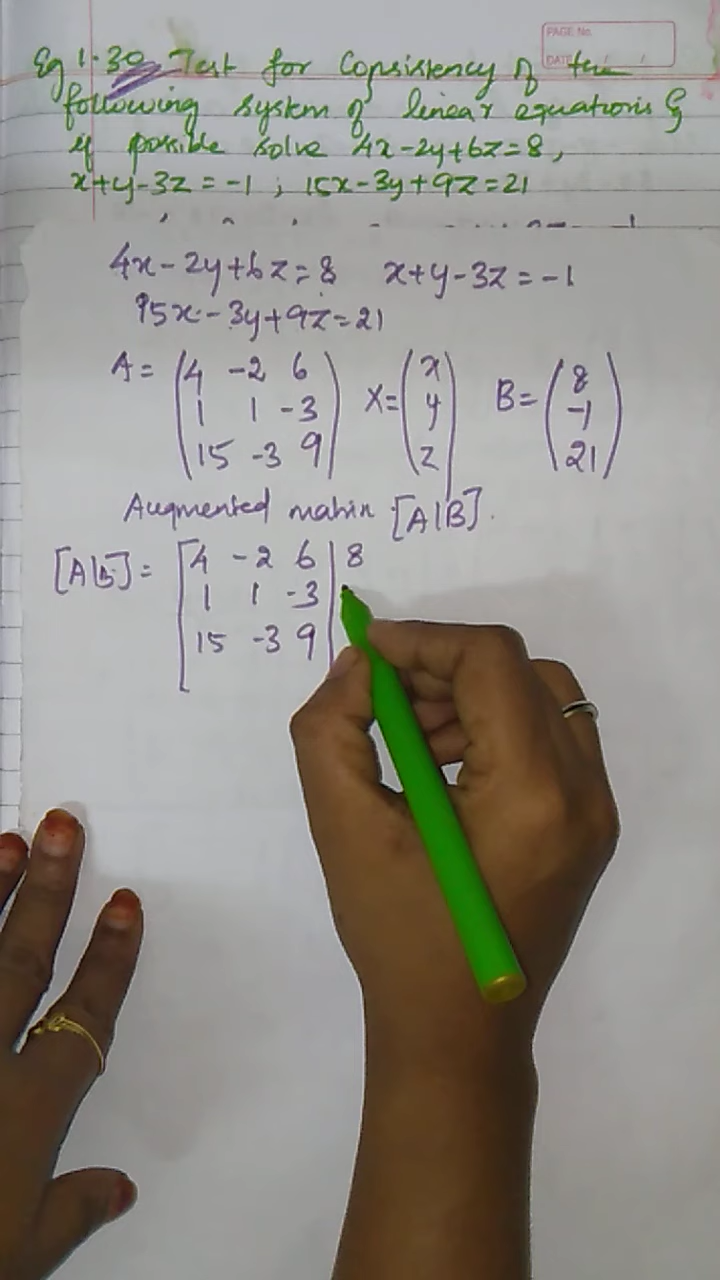 PAGE No.
DATE / /
Eg 1.30 Test for Consistency of the
following system of linear equations &
if possible solve 4x-2y+6z=8,
x+y-3z=-1; 15x-3y+9z=21
4x-2y+6z=8 x+y-3z=-1
15x-3y+9z=21
A= (4 -2 6 X= (x B= (8
1 1 -3 y -1
15 -3 9) z) 21)
Augmented matrix [A|B].
[A|B]= [4 -2 6 | 8
1 1 -3 |
15 -3 9 |